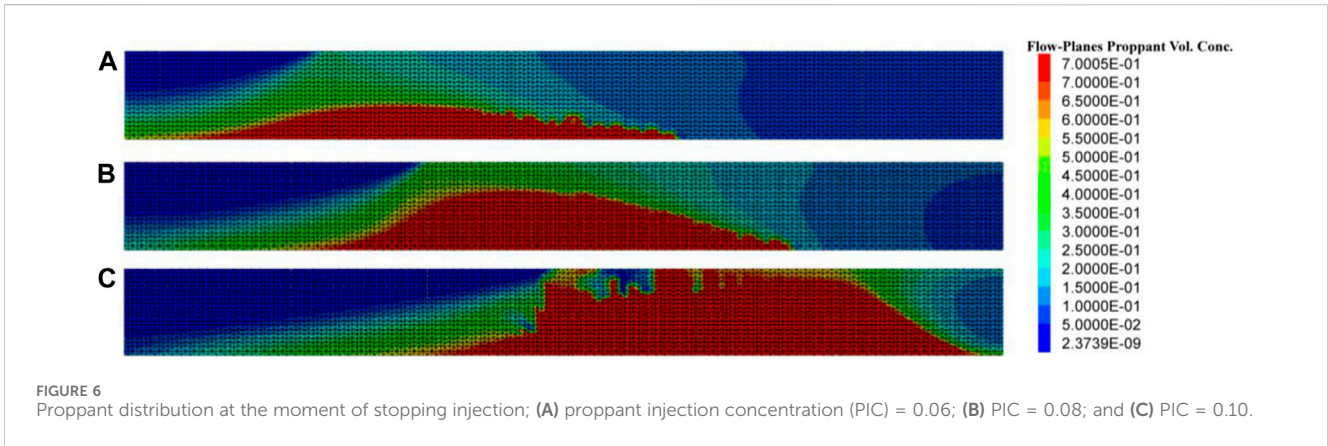 Flow-Planes Proppant Vol. Conc.
A
7.0005E-01
7.0000E-01
6.5000E-01
6.0000E-01
5.5000E-01
B
5.0000E-01
4.5000E-01
4.0000E-01
3.5000E-01
3.0000E-01
2.5000E-01
C
2.0000E-01
1.5000E-01
1.0000E-01
5.0000E-02
2.3739E-09
FIGURE 6
Proppant distribution at the moment of stopping injection; (A) proppant injection concentration (PIC) = 0.06; (B) PIC = 0.08; and (C) PIC = 0.10.